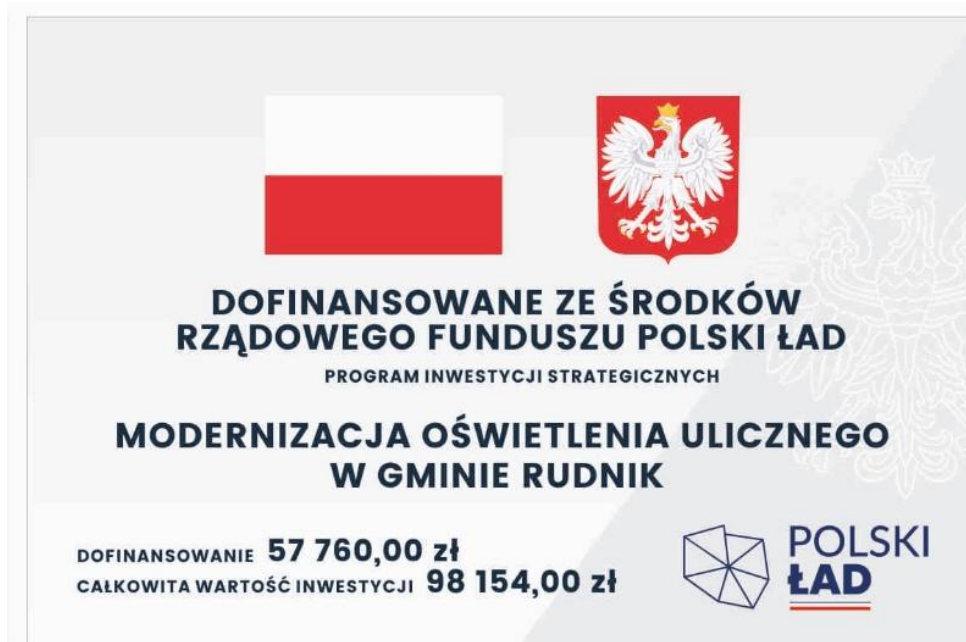 DOFINANSOWANE ZE ŚRODKÓW
RZĄDOWEGO FUNDUSZU POLSKI ŁAD
PROGRAM INWESTYCJI STRATEGICZNYCH
MODERNIZACJA OŚWIETLENIA ULICZNEGO
W GMINIE RUDNIK
DOFINANSOWANIE 57 760,00 zł
CAŁKOWITA WARTOŚĆ INWESTYCJI 98 154,00 zł
POLSKI
ŁAD